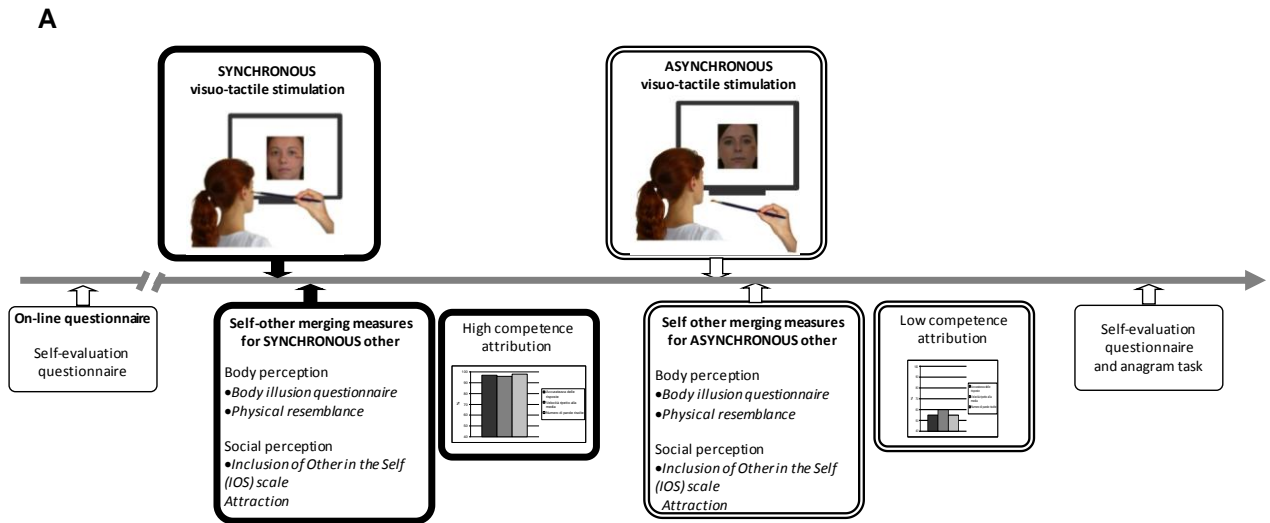 A
SYNCHRONOUS
visuo-tactile stimulation
ASYNCHRONOUS
visuo-tactile stimulation
On-line questionnaire
Self-evaluation
questionnaire
Self-other merging measures
for SYNCHRONOUS other
Body perception
•Body illusion questionnaire
•Physical resemblance
Social perception
•Inclusion of Other in the Self
(IOS) scale
Attraction
High competence
attribution
Self other merging measures
for ASYNCHRONOUS other
Body perception
•Body illusion questionnaire
•Physical resemblance
Social perception
•Inclusion of Other in the Self
(IOS) scale
Attraction
Low competence
attribution
Self-evaluation
questionnaire
and anagram task